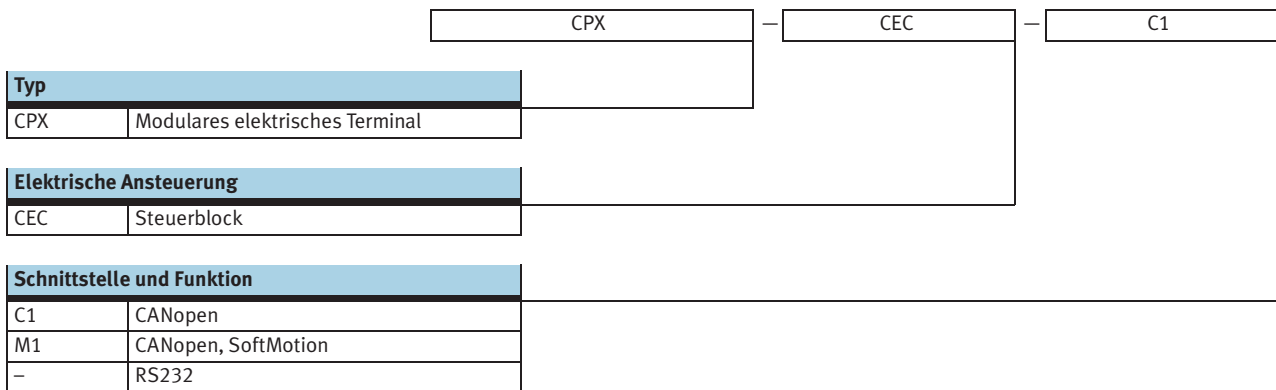 CPX — CEC — C1
Typ
CPX Modulares elektrisches Terminal
Elektrische Ansteuerung
CEC Steuerblock
Schnittstelle und Funktion
C1 CANopen
M1 CANopen, SoftMotion
– RS232